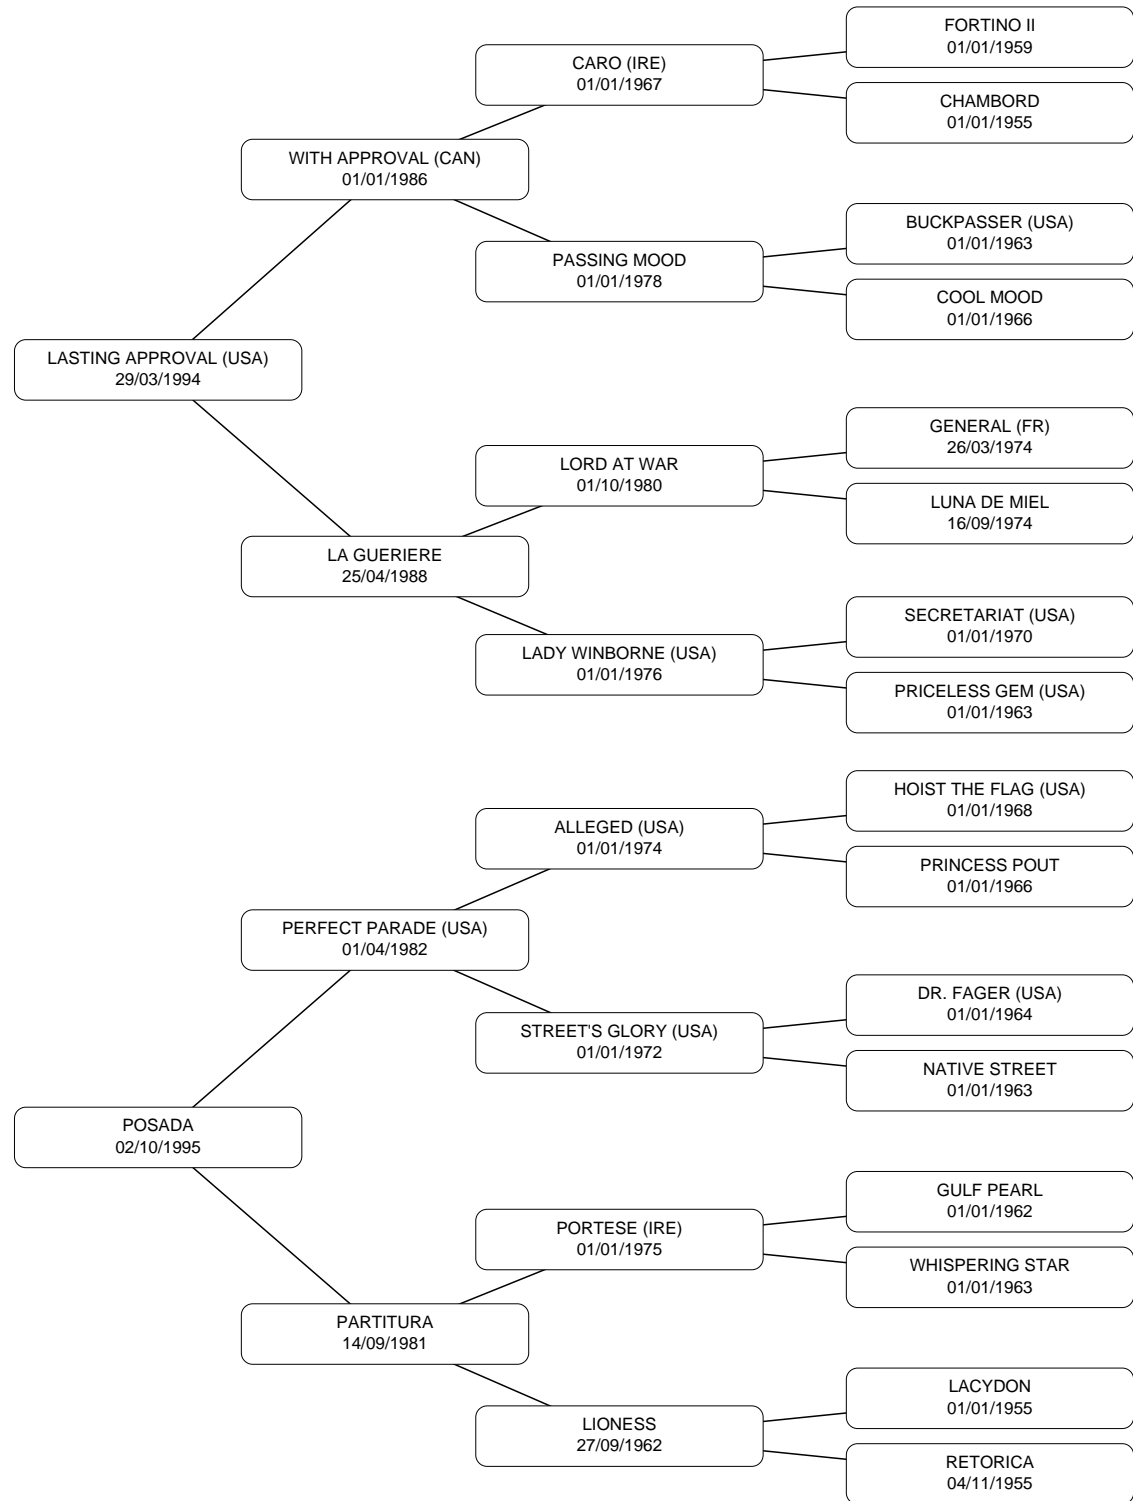 FORTINO II
01/01/1959
CARO (IRE)
01/01/1967
CHAMBORD
01/01/1955
WITH APPROVAL (CAN)
01/01/1986
BUCKPASSER (USA)
01/01/1963
PASSING MOOD
01/01/1978
COOL MOOD
01/01/1966
LASTING APPROVAL (USA)
29/03/1994
GENERAL (FR)
26/03/1974
LORD AT WAR
01/10/1980
LUNA DE MIEL
16/09/1974
LA GUERIERE
25/04/1988
SECRETARIAT (USA)
01/01/1970
LADY WINBORNE (USA)
01/01/1976
PRICELESS GEM (USA)
01/01/1963
HOIST THE FLAG (USA)
01/01/1968
ALLEGED (USA)
01/01/1974
PRINCESS POUT
01/01/1966
PERFECT PARADE (USA)
01/04/1982
DR. FAGER (USA)
01/01/1964
STREET'S GLORY (USA)
01/01/1972
NATIVE STREET
01/01/1963
POSADA
02/10/1995
GULF PEARL
01/01/1962
PORTESE (IRE)
01/01/1975
WHISPERING STAR
01/01/1963
PARTITURA
14/09/1981
LACYDON
01/01/1955
LIONESS
27/09/1962
RETORICA
04/11/1955